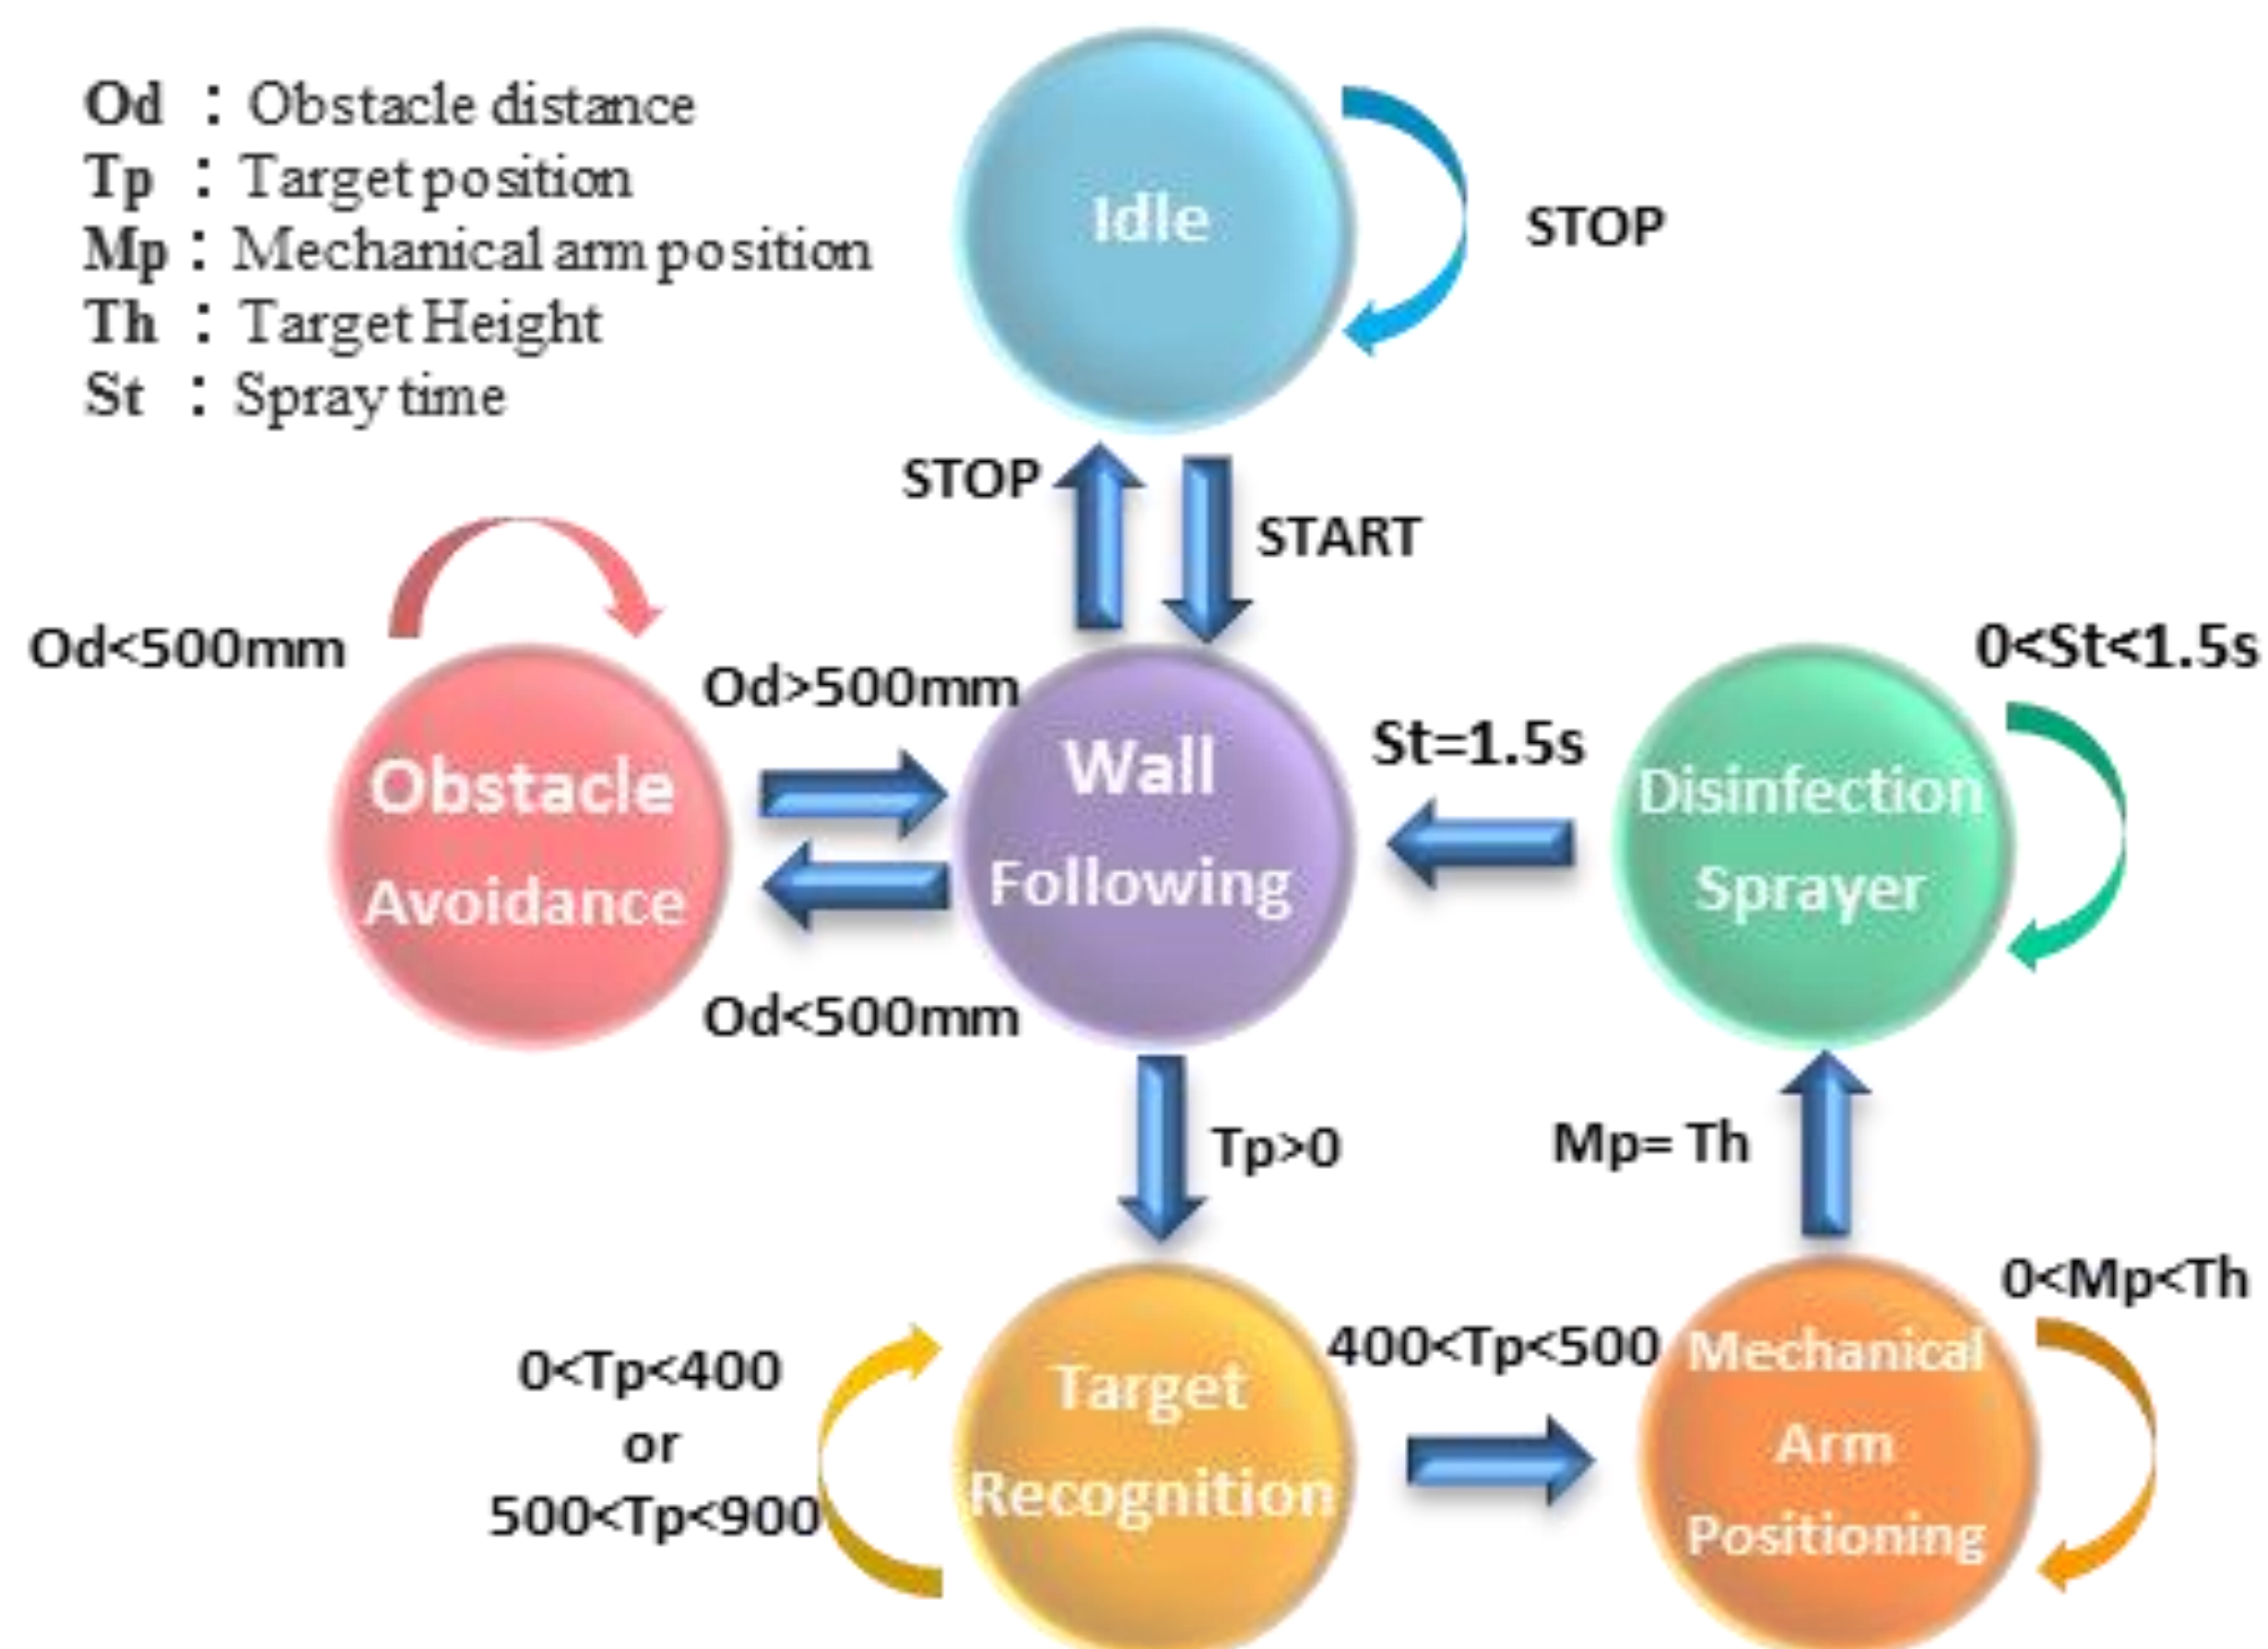 Od : Obstacle distance
Tp : Target position
Mp : Mechanical arm position
Th : Target Height
St : Spray time
Idle
STOP
STOP
START
Od<500mm
Od>500mm
Obstacle
Avoidance
Wall
Following
Od<500mm
St=1.5s
0<St<1.5s
Disinfection
Sprayer
Tp>0
Mp= Th
0<Tp<400
or
500<Tp<900
Target
Recognition
400<Tp<500
0<Mp<Th
Mechanical
Arm
Positioning